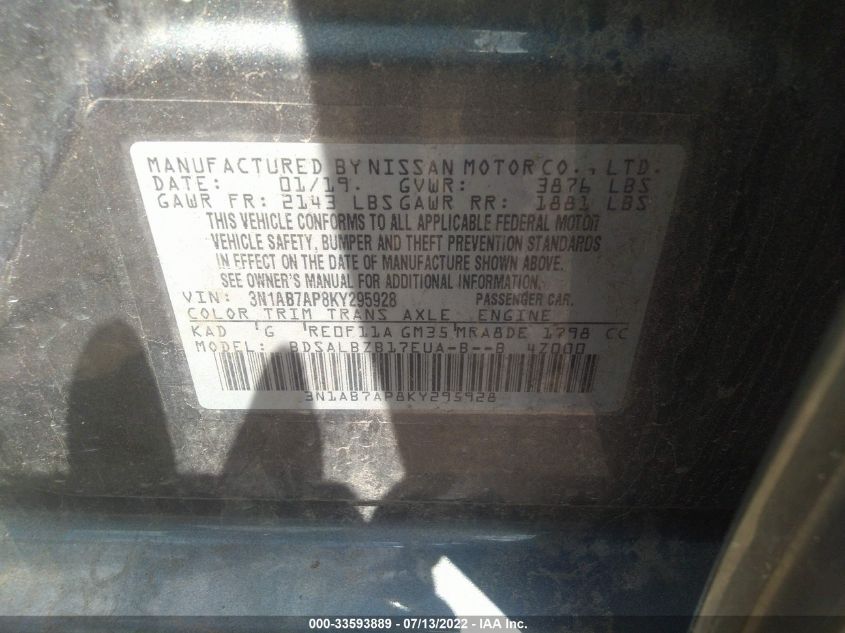 MANUFACTURED BY NISSAN MOTOR CO., LTD.
DATE: 01/19. GVWR: 3876 LBS
GAWR FR: 2143 LBS GAWR RR: 1881 LBS
THIS VEHICLE CONFORMS TO ALL APPLICABLE FEDERAL MOTOR
VEHICLE SAFETY, BUMPER AND THEFT PREVENTION STANDARDS
IN EFFECT ON THE DATE OF MANUFACTURE SHOWN ABOVE.
SEE OWNER'S MANUAL FOR ADDITIONAL INFORMATION.
VIN: 3N1AB7AP8KY295928 PASSENGER CAR.
COLOR TRIM TRANS AXLE ENGINE
KAD 'G 'RE0F11A GM35 MRA8DE 1798 CC
MODEL: BDSALBZB17EUA-B--B 47000
3N1AB7AP8KY295928
000-33593889 - 07/13/2022 - IAA Inc.